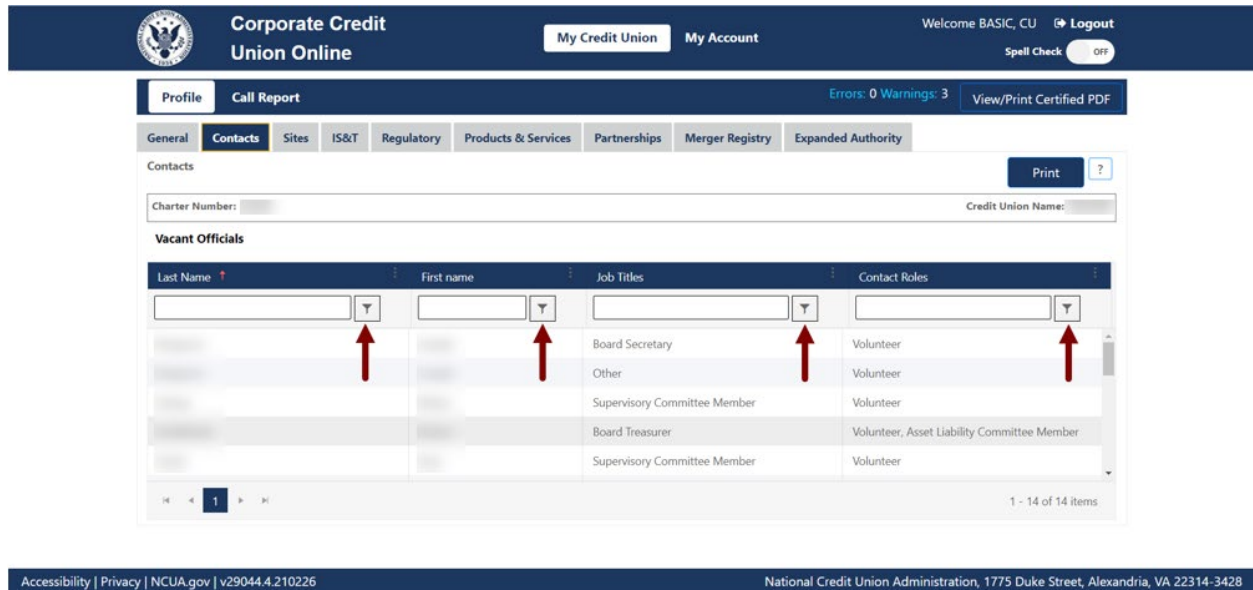 Corporate Credit
Union Online
My Credit Union My Account
Welcome BASIC, CU Logout
Spell Check OFF
Profile Call Report Errors: 0 Warnings: 3 View/Print Certified PDF
General Contacts Sites IS&T Regulatory Products & Services Partnerships Merger Registry Expanded Authority
Contacts
Print ?
Charter Number: Credit Union Name:
Vacant Officials
Last Name First name Job Titles Contact Roles
Board Secretary Volunteer
Other Volunteer
Supervisory Committee Member Volunteer
Board Treasurer Volunteer, Asset Liability Committee Member
Supervisory Committee Member Volunteer
1 1 - 14 of 14 items
Accessibility | Privacy | NCUA.gov | v29044.4.210226 National Credit Union Administration, 1775 Duke Street, Alexandria, VA 22314-3428